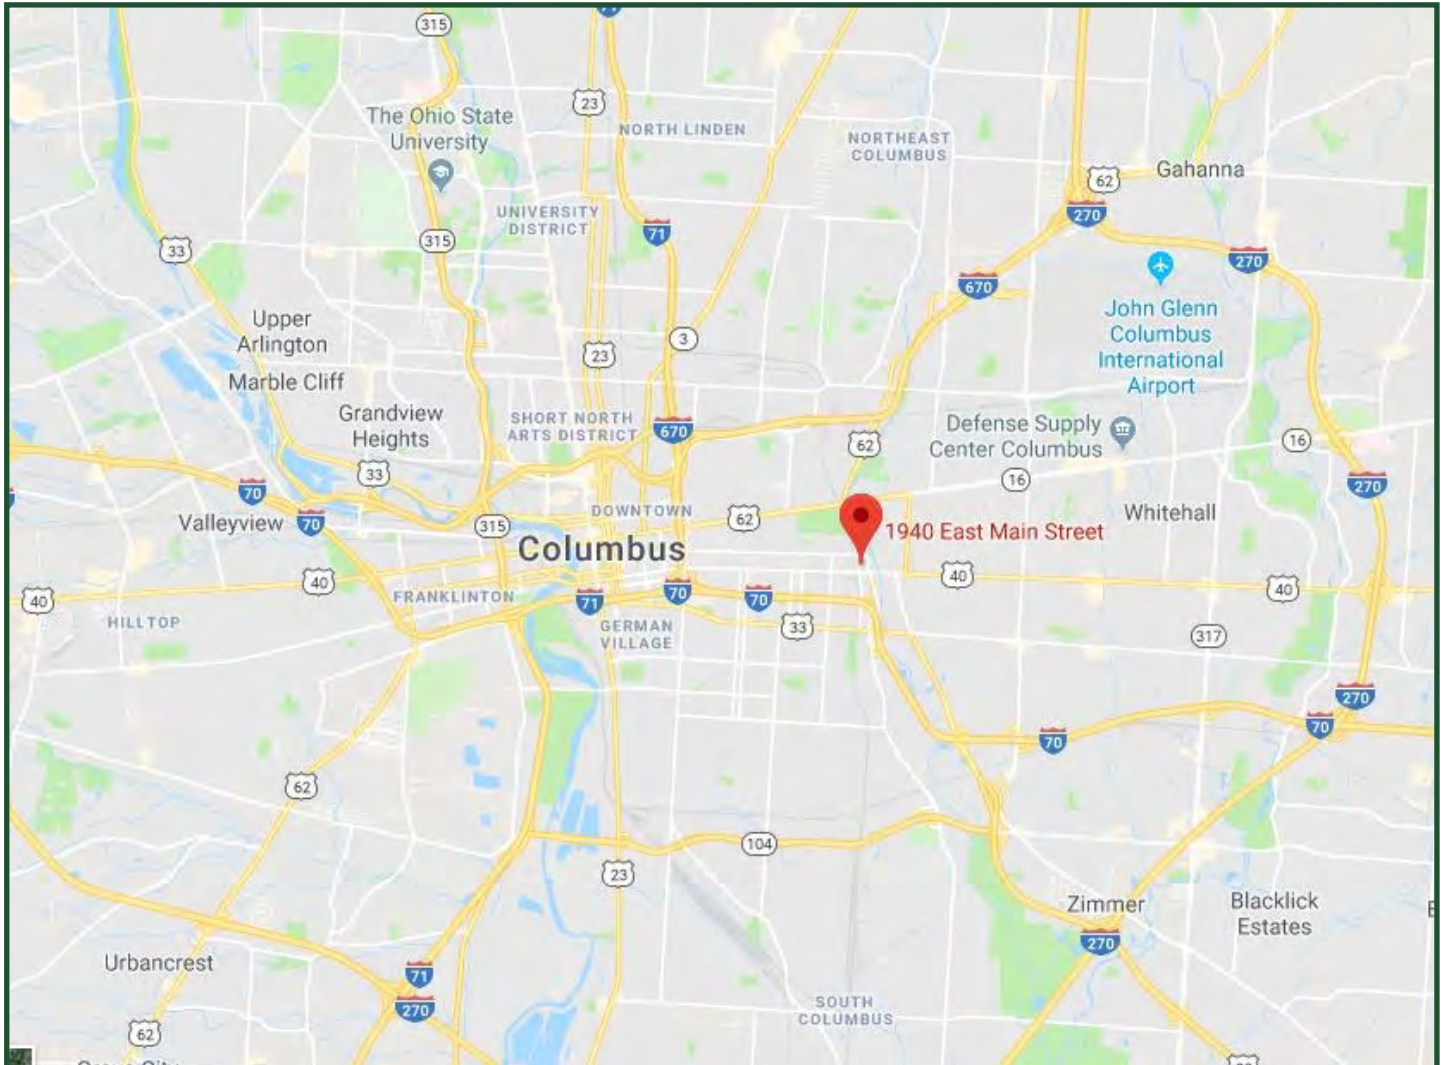 315
23
The Ohio State
University
NORTH LINDEN
NORTHEAST
COLUMBUS
62
Gahanna
270
UNIVERSITY
DISTRICT
71
315
33
270
670
John Glenn
Columbus
International
Airport
Upper
Arlington
3
23
Marble Cliff
Grandview
Heights
SHORT NORTH
ARTS DISTRICT
670
62
Defense Supply
Center Columbus
16
33
16
270
70
Valleyview
70
315
DOWNTOWN
62
Whitehall
1940 East Main Street
Columbus
40
40
40
40
FRANKLINTON
71
70
70
HILLTOP
GERMAN
VILLAGE
33
317
270
70
70
62
104
23
Zimmer
Blacklick
Estates
270
Urbancrest
71
270
SOUTH
COLUMBUS
62